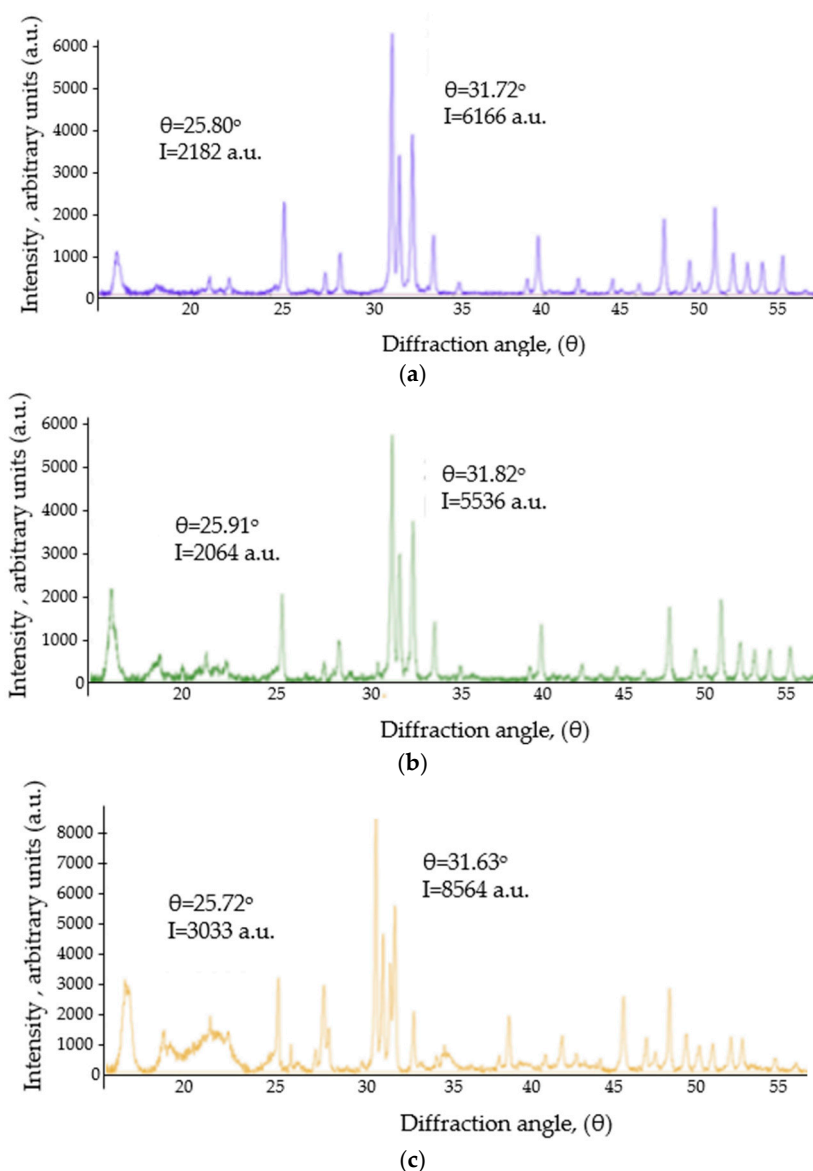 Intensity , arbitrary units (a.u.)
6000
5000
4000
3000
2000
1000
0
θ=25.80°
I=2182 a.u.
θ=31.72°
I=6166 a.u.
20 25 30 35 40 45 50 55
Diffraction angle, (θ)
(a)
Intensity , arbitrary units (a.u.)
6000
5000
4000
3000
2000
1000
0
θ=25.91°
I=2064 a.u.
θ=31.82°
I=5536 a.u.
20 25 30 35 40 45 50 55
Diffraction angle, (θ)
(b)
Intensity , arbitrary units (a.u.)
8000
7000
6000
5000
4000
3000
2000
1000
0
θ=25.72°
I=3033 a.u.
θ=31.63°
I=8564 a.u.
20 25 30 35 40 45 50 55
Diffraction angle, (θ)
(c)